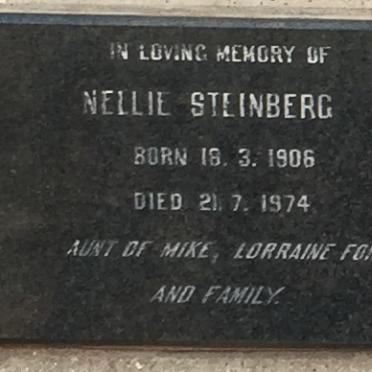 IN LOVING MEMORY OF
NELLIE STEINBERG
BORN 18. 3. 1906
DIED 21. 7. 1974
AUNT OF MIKE, LORRAINE
AND FAMILY.